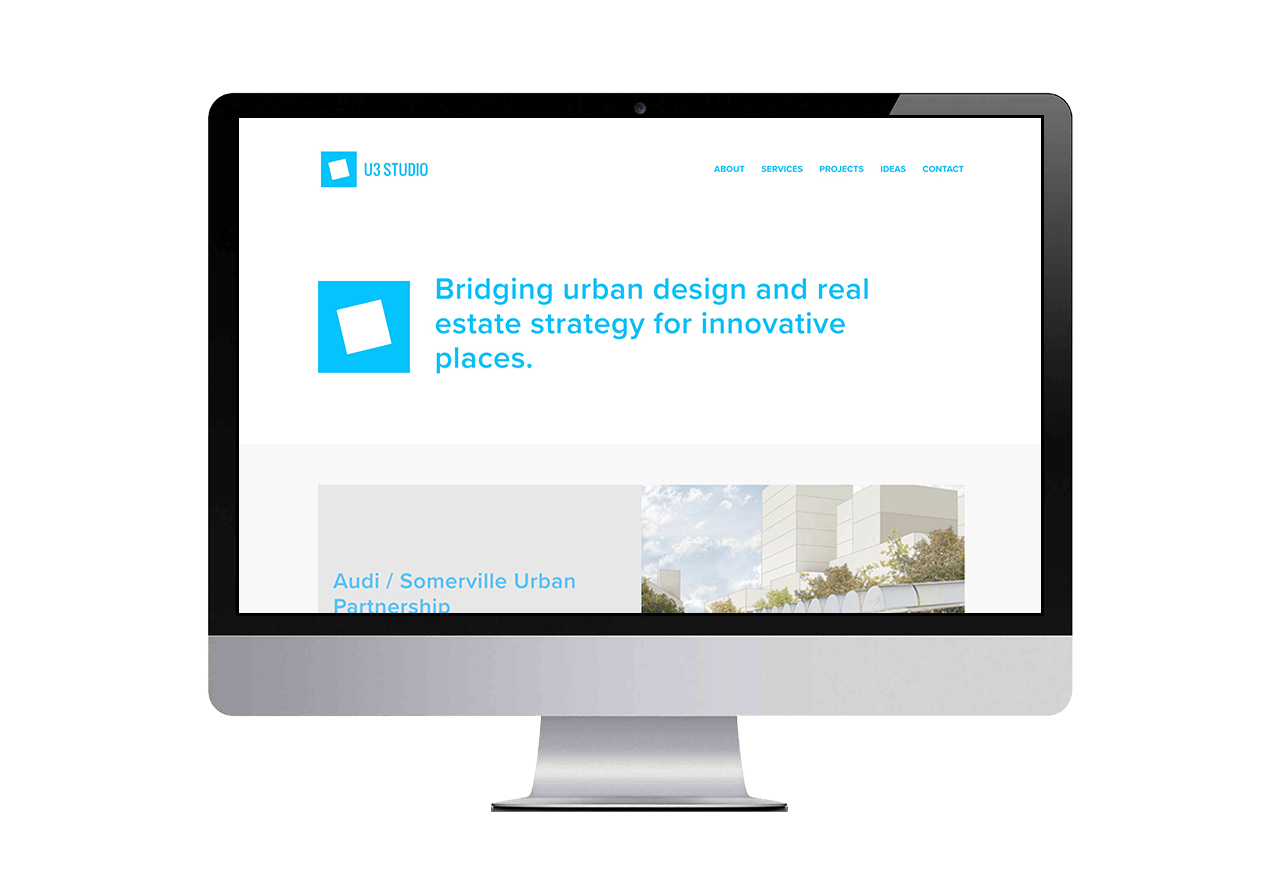 U3 STUDIO
ABOUT SERVICES PROJECTS IDEAS CONTACT
Bridging urban design and real
estate strategy for innovative
places.
Audi / Somerville Urban
Partnership